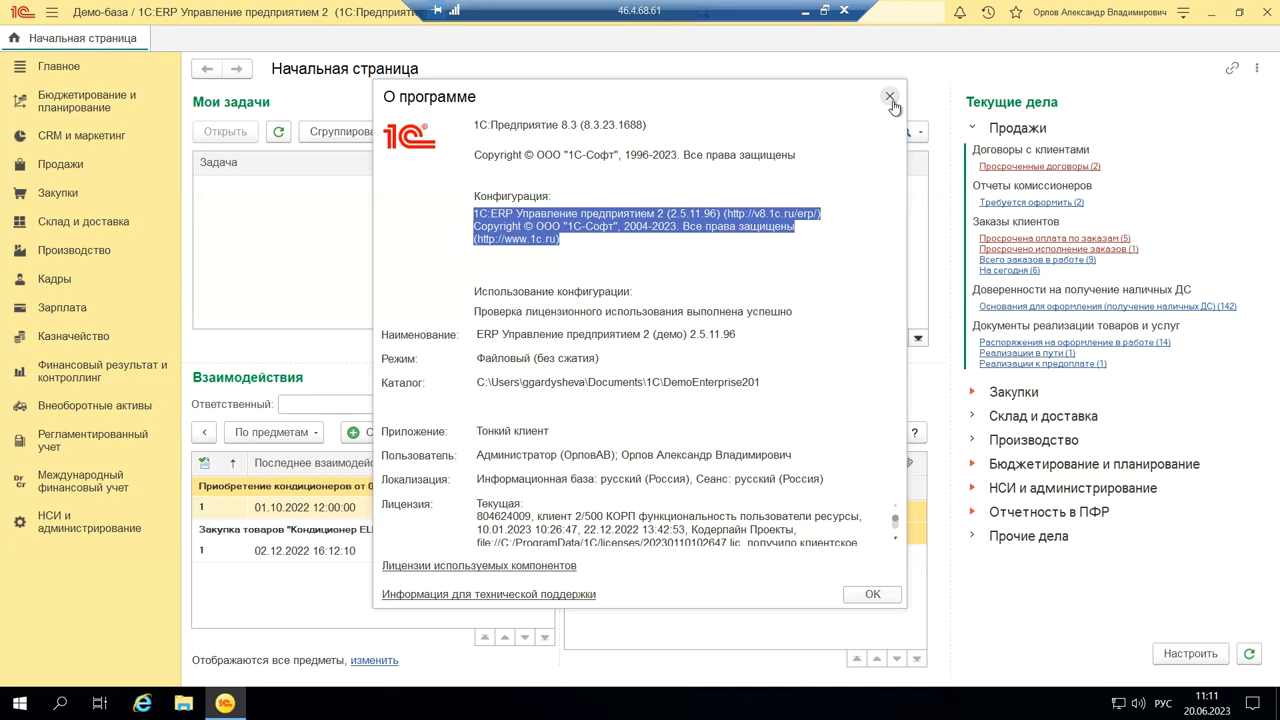 1С Демо-база / 1С:ERP Управление предприятием 2 (1С:Предприятие
46.4.68.61
Орлов Александр Владимирович
Начальная страница
Главное
Бюджетирование и
планирование
CRM и маркетинг
Продажи
Закупки
Склад и доставка
Производство
Кадры
Зарплата
Казначейство
Финансовый результат и
контроллинг
Внеоборотные активы
Регламентированный
учет
Международный
финансовый учет
НСИ и
администрирование
Начальная страница
Мои задачи
Открыть
Сгруппирова
Задача
Взаимодействия
Ответственный:
По предметам
Последнее взаимодейс
Приобретение кондиционеров от 0
1 01.10.2022 12:00:00
Закупка товаров "Кондиционер EL
1 02.12.2022 16:12:10
Отображаются все предметы, изменить
О программе
1С®
1С:Предприятие 8.3 (8.3.23.1688)
Copyright © ООО "1С-Софт", 1996-2023. Все права защищены
Конфигурация:
1С:ERP Управление предприятием 2 (2.5.11.96) (http://v8.1c.ru/erp/)
Copyright © ООО "1С-Софт", 2004-2023. Все права защищены
(http://www.1c.ru)
Использование конфигурации:
Проверка лицензионного использования выполнена успешно
Наименование: ERP Управление предприятием 2 (демо) 2.5.11.96
Режим: Файловый (без сжатия)
Каталог: C:\Users\ggardysheva\Documents\1C\DemoEnterprise201
Приложение: Тонкий клиент
Пользователь: Администратор (ОрловАВ); Орлов Александр Владимирович
Локализация: Информационная база: русский (Россия), Сеанс: русский (Россия)
Лицензия: Текущая:
804624009, клиент 2/500 КОРП функциональность пользователи ресурсы,
10.01.2023 10:26:47, 22.12.2022 13:42:53, Кодерлайн Проекты,
file://C:/ProgramData/1C/licenses/20230110102647.lic, получило клиентское
Лицензии используемых компонентов
Информация для технической поддержки
OK
?
Текущие дела
Продажи
Договоры с клиентами
Просроченные договоры (2)
Отчеты комиссионеров
Требуется оформить (2)
Заказы клиентов
Просрочена оплата по заказам (5)
Просрочено исполнение заказов (1)
Всего заказов в работе (9)
На сегодня (6)
Доверенности на получение наличных ДС
Основания для оформления (получение наличных ДС) (142)
Документы реализации товаров и услуг
Распоряжения на оформление в работе (14)
Реализации в пути (1)
Реализации к предоплате (1)
Закупки
Склад и доставка
Производство
Бюджетирование и планирование
НСИ и администрирование
Отчетность в ПФР
Прочие дела
Настроить
РУС
11:11
20.06.2023